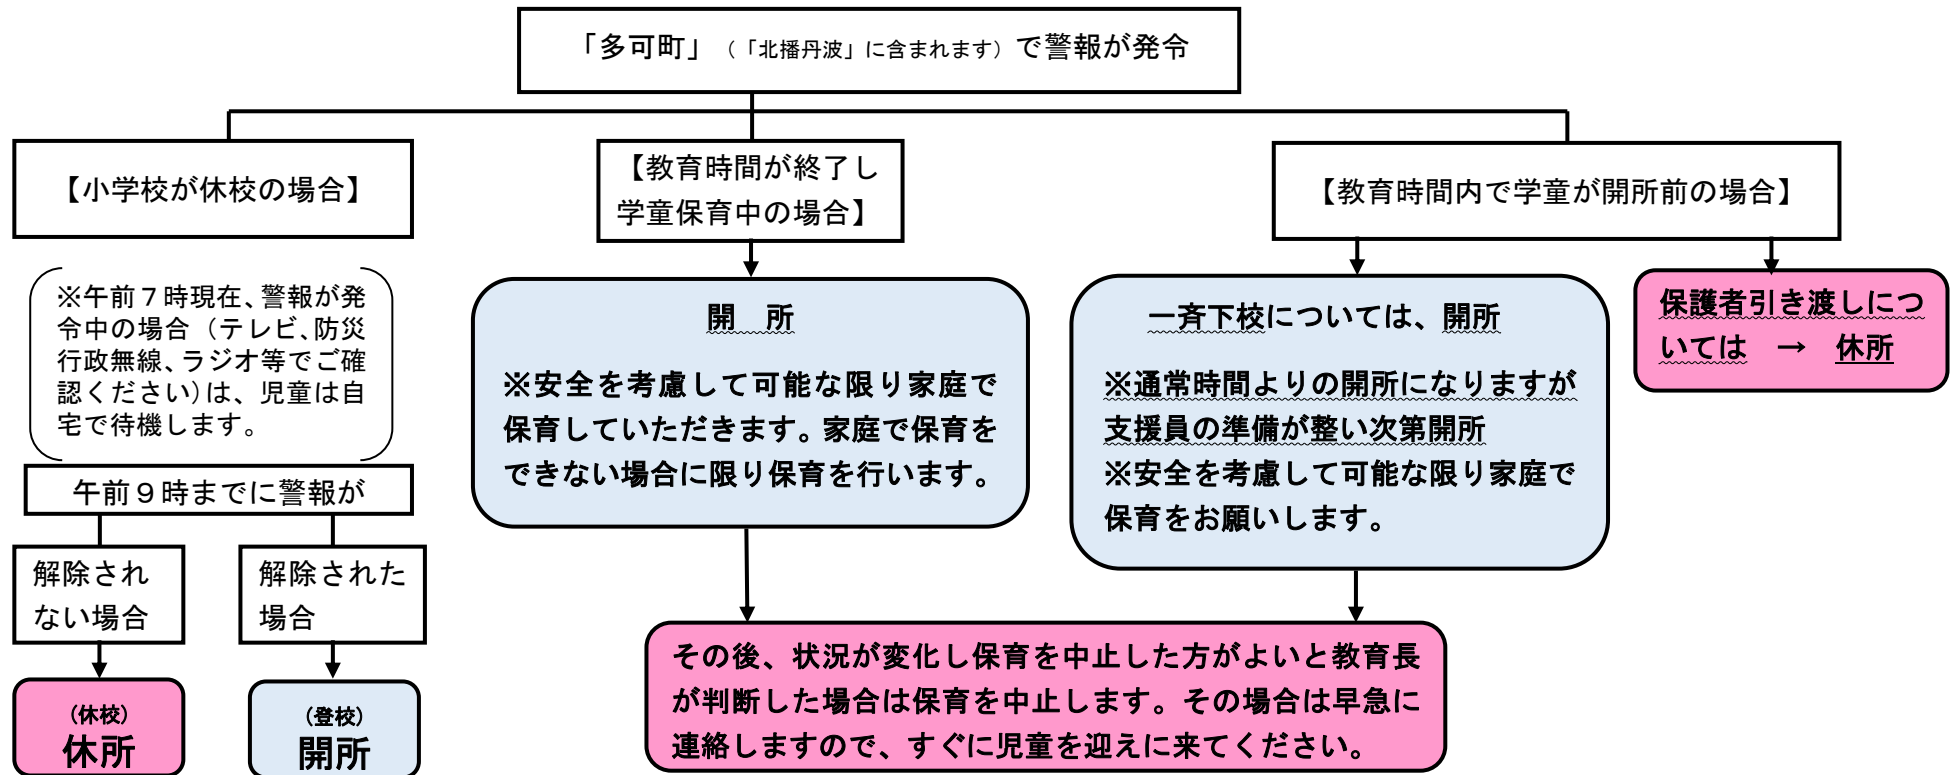 「多可町」（「北播丹波」に含まれます）で警報が発令
【小学校が休校の場合】
※午前７時現在、警報が発
令中の場合（テレビ、防災
行政無線、ラジオ等でご確
認ください）は、児童は自
宅で待機します。
午前９時までに警報が
解除され
ない場合
解除された
場合
（休校）
休所
（登校）
開所
【教育時間が終了し
学童保育中の場合】
開　所
※安全を考慮して可能な限り家庭で
保育していただきます。家庭で保育を
できない場合に限り保育を行います。
【教育時間内で学童が開所前の場合】
一斉下校については、開所
※通常時間よりの開所になりますが
支援員の準備が整い次第開所
※安全を考慮して可能な限り家庭で
保育をお願いします。
保護者引き渡しにつ
いては　→　休所
その後、状況が変化し保育を中止した方がよいと教育長
が判断した場合は保育を中止します。その場合は早急に
連絡しますので、すぐに児童を迎えに来てください。